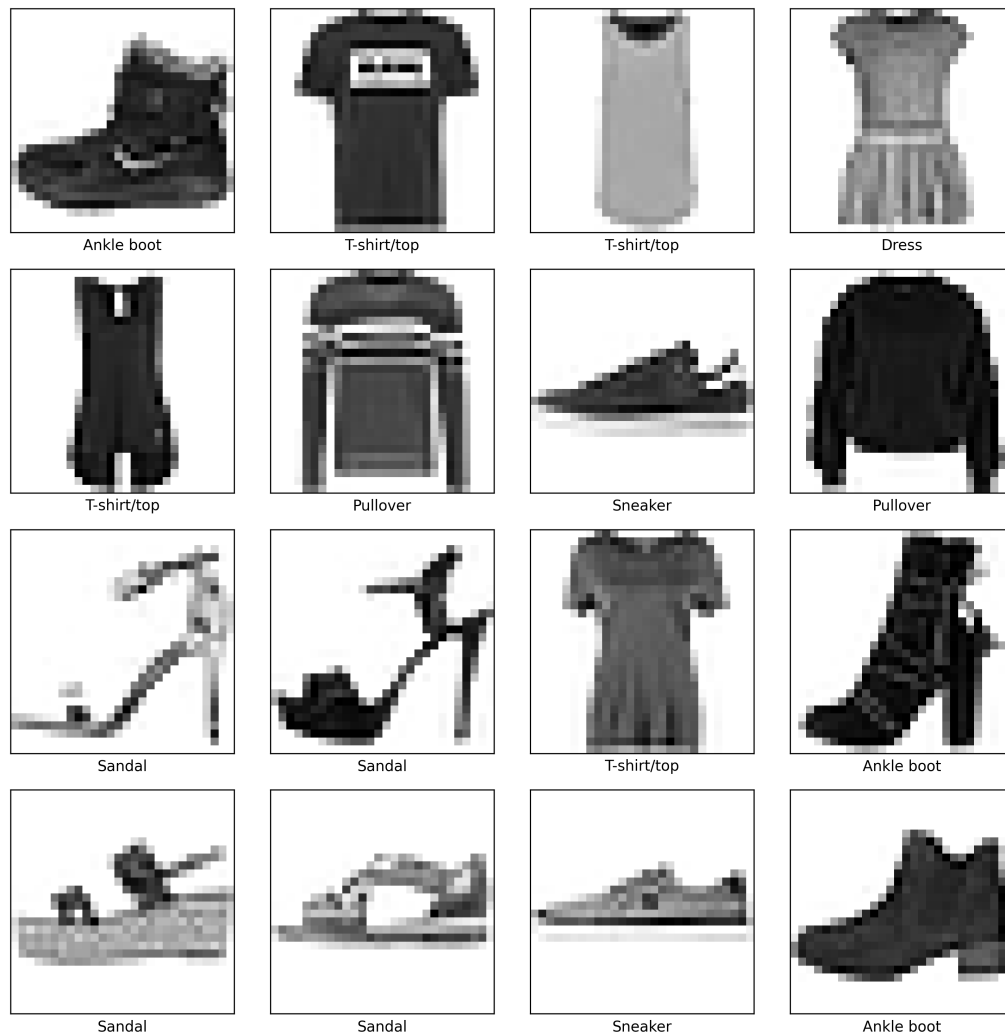 Ankle boot
T-shirt/top
T-shirt/top
Dress
T-shirt/top
Pullover
Sneaker
Pullover
Sandal
Sandal
T-shirt/top
Ankle boot
Sandal
Sandal
Sneaker
Ankle boot